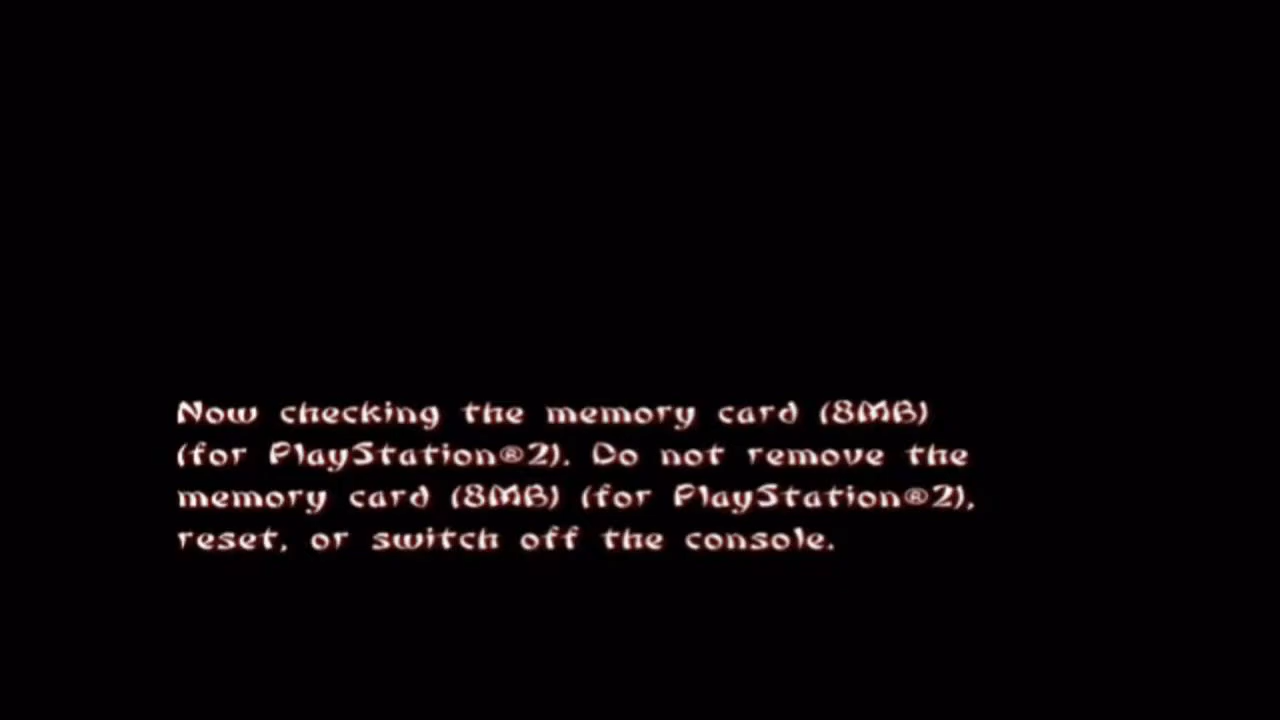 Now checking the memory card (8MB)
(for PlayStation®2). Do not remove the
memory card (8MB) (for PlayStation®2),
reset, or switch off the console.